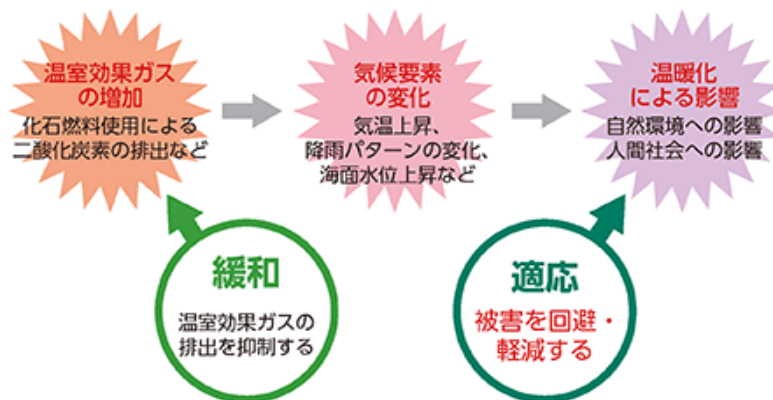 温室効果ガス
の増加
化石燃料使用による
二酸化炭素の排出など
気候要素
の変化
気温上昇、
降雨パターンの変化、
海面水位上昇など
温暖化
による影響
自然環境への影響
人間社会への影響
緩和
温室効果ガスの
排出を抑制する
適応
被害を回避・
軽減する